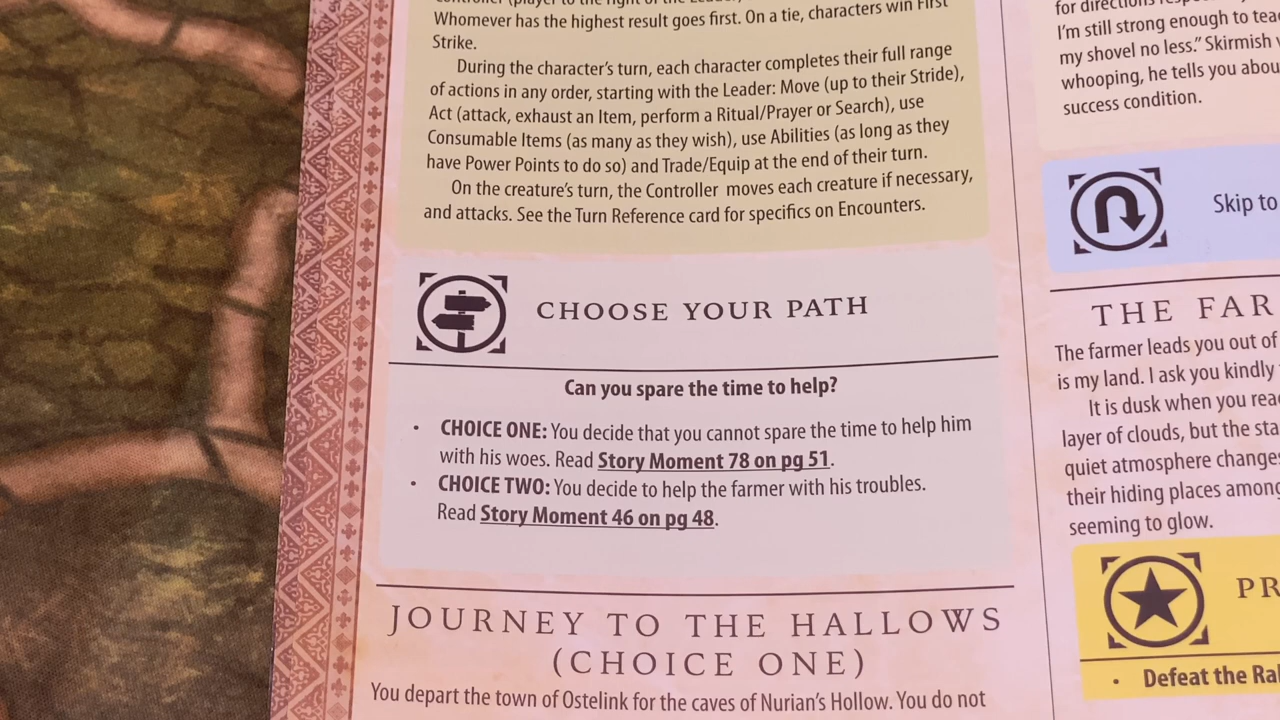 Whomever has the highest result goes first. On a tie, characters win First
Strike.
During the character's turn, each character completes their full range
of actions in any order, starting with the Leader: Move (up to their Stride),
Act (attack, exhaust an Item, perform a Ritual/Prayer or Search), use
Consumable Items (as many as they wish), use Abilities (as long as they
have Power Points to do so) and Trade/Equip at the end of their turn.
On the creature's turn, the Controller moves each creature if necessary,
and attacks. See the Turn Reference card for specifics on Encounters.
CHOOSE YOUR PATH
Can you spare the time to help?
• CHOICE ONE: You decide that you cannot spare the time to help him
with his woes. Read Story Moment 78 on pg 51.
• CHOICE TWO: You decide to help the farmer with his troubles.
Read Story Moment 46 on pg 48.
JOURNEY TO THE HALLOWS
(CHOICE ONE)
You depart the town of Ostelink for the caves of Nurian's Hollow. You do not
for directions
I'm still strong enough to
my shovel no less." Skirmish
whooping, he tells you
success condition.
Skip to
THE
The farmer leads you out of
is my land. I ask you kindly
It is dusk when you
layer of clouds, but the
quiet atmosphere changes
their hiding places
seeming to glow.
• Defeat the